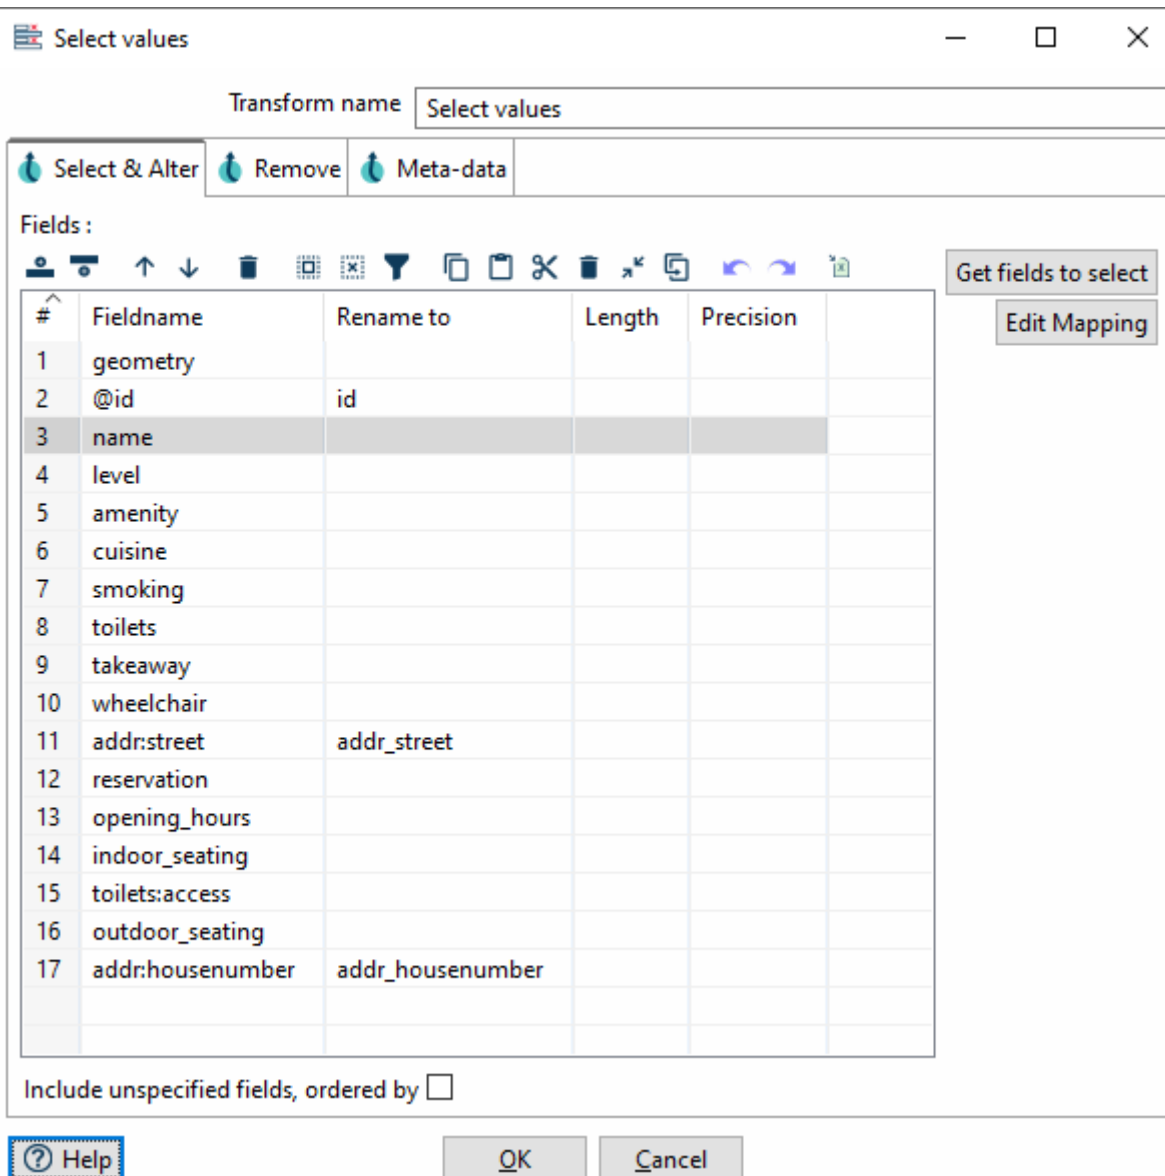 Select values
Transform name Select values
Select & Alter Remove Meta-data
Fields :
Get fields to select
Edit Mapping
# Fieldname Rename to Length Precision
1 geometry
2 @id id
3 name
4 level
5 amenity
6 cuisine
7 smoking
8 toilets
9 takeaway
10 wheelchair
11 addr:street addr_street
12 reservation
13 opening_hours
14 indoor_seating
15 toilets:access
16 outdoor_seating
17 addr:housenumber addr_housenumber
Include unspecified fields, ordered by
Help OK Cancel